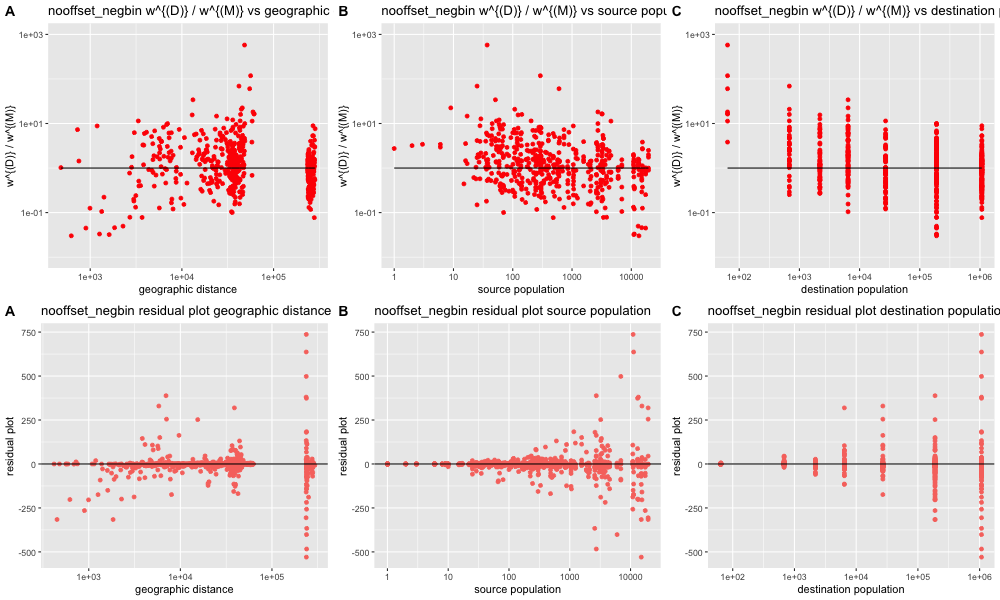 A nooffset_negbin w^{(D)} / w^{(M)} vs geographic
w^{(D)} / w^{(M)}
1e+03
1e+01
1e-01
1e+03 1e+04 1e+05
geographic distance
B nooffset_negbin w^{(D)} / w^{(M)} vs source popu
w^{(D)} / w^{(M)}
1e+03
1e+01
1e-01
1 10 100 1000 10000
source population
C nooffset_negbin w^{(D)} / w^{(M)} vs destination p
w^{(D)} / w^{(M)}
1e+03
1e+01
1e-01
1e+02 1e+03 1e+04 1e+05 1e+06
destination population
A nooffset_negbin residual plot geographic distance
residual plot
750
500
250
0
-250
-500
1e+03 1e+04 1e+05
geographic distance
B nooffset_negbin residual plot source population
residual plot
750
500
250
0
-250
-500
1 10 100 1000 10000
source population
C nooffset_negbin residual plot destination populatio
residual plot
750
500
250
0
-250
-500
1e+02 1e+03 1e+04 1e+05 1e+06
destination population